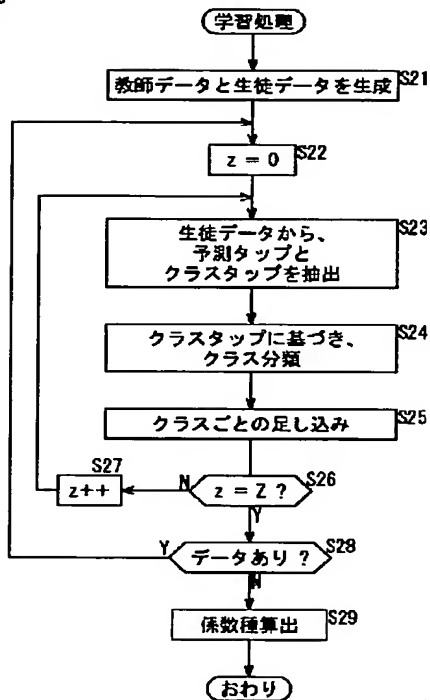 学習処理
教師データと生徒データを生成 S21
z = 0 S22
生徒データから、 S23
予測タップと
クラスタップを抽出
クラスタップに基づき、 S24
クラス分類
クラスごとの足し込み S25
S27
z++ N z = Z ? S26
Y
Y データあり ? S28
N
係数種算出 S29
おわり